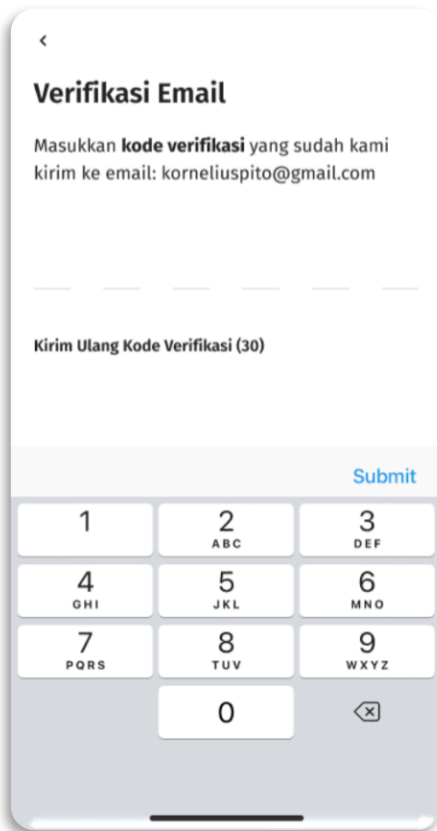 Verifikasi Email
Masukkan kode verifikasi yang sudah kami
kirim ke email: korneliuspito@gmail.com
Kirim Ulang Kode Verifikasi (30)
Submit
1 2 3
ABC DEF
4 5 6
GHI JKL MNO
7 8 9
PQRS TUV WXYZ
0